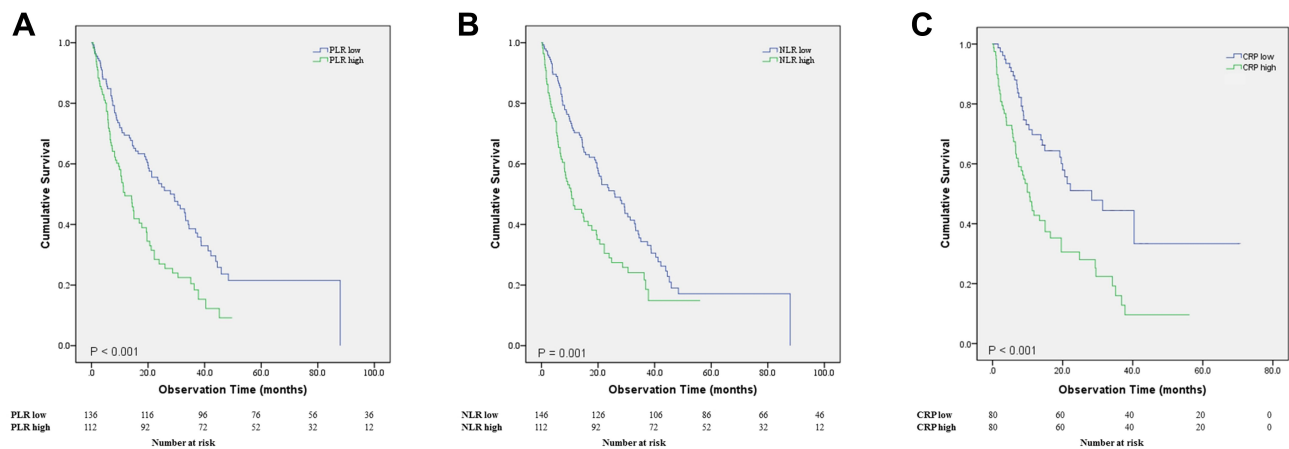 A
PLR low
PLR high
1.0
0.8
0.6
0.4
0.2
0.0
Cumulative Survival
P < 0.001
.0 20.0 40.0 60.0 80.0 100.0
Observation Time (months)
PLR low 136 116 96 76 56 36
PLR high 112 92 72 52 32 12
Number at risk
B
NLR low
NLR high
1.0
0.8
0.6
0.4
0.2
0.0
Cumulative Survival
P = 0.001
.0 20.0 40.0 60.0 80.0 100.0
Observation Time (months)
NLR low 146 126 106 86 66 46
NLR high 112 92 72 52 32 12
Number at risk
C
CRP low
CRP high
1.0
0.8
0.6
0.4
0.2
0.0
Cumulative Survival
P < 0.001
.0 20.0 40.0 60.0 80.0
Observation Time (months)
CRP low 80 60 40 20 0
CRP high 80 60 40 20 0
Number at risk